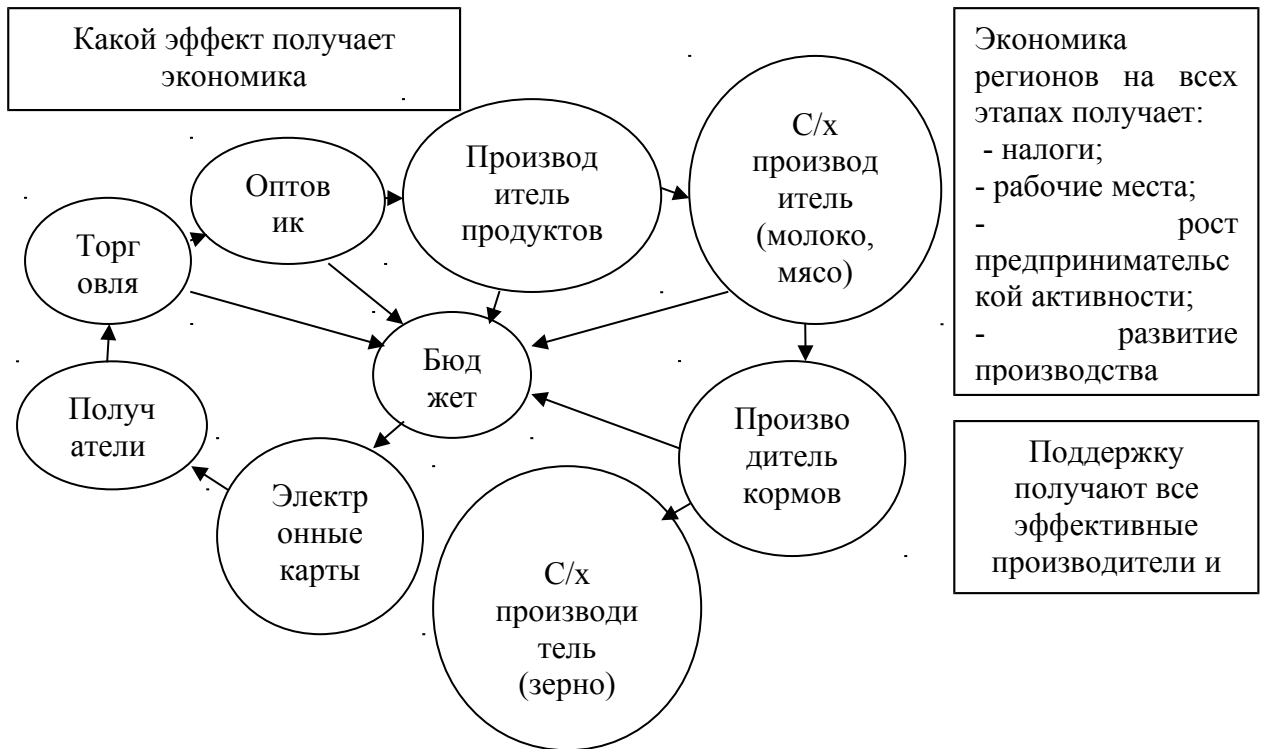 Какой эффект получает
экономика
Экономика
регионов на всех
этапах получает:
- налоги;
- рабочие места;
- рост
предпринимательс
кой активности;
- развитие
производства
Поддержку
получают все
эффективные
производители и
С/х
производ
итель
(молоко,
мясо)
Производ
итель
продуктов
Оптов
ик
Торг
овля
Бюд
жет
Получ
атели
Электр
онные
карты
Произво
дитель
кормов
С/х
производи
тель
(зерно)